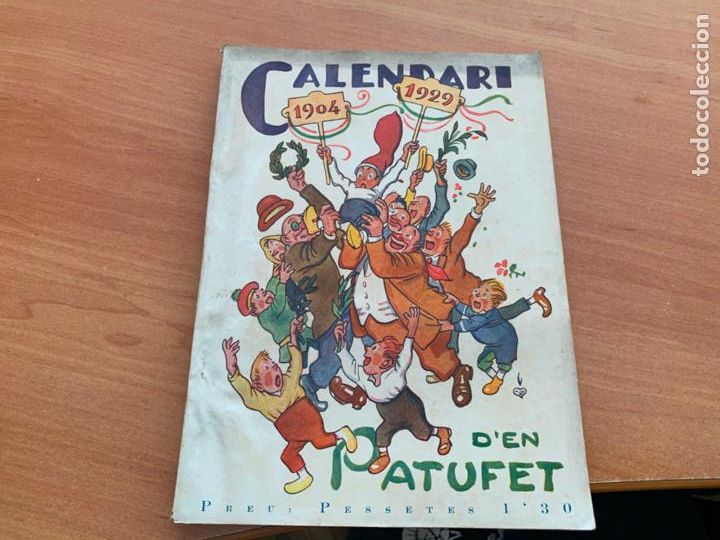 CALENDARI
1904
1929
D'EN
PATUFET
PREU: PESSETES 1'30
todocoleccion